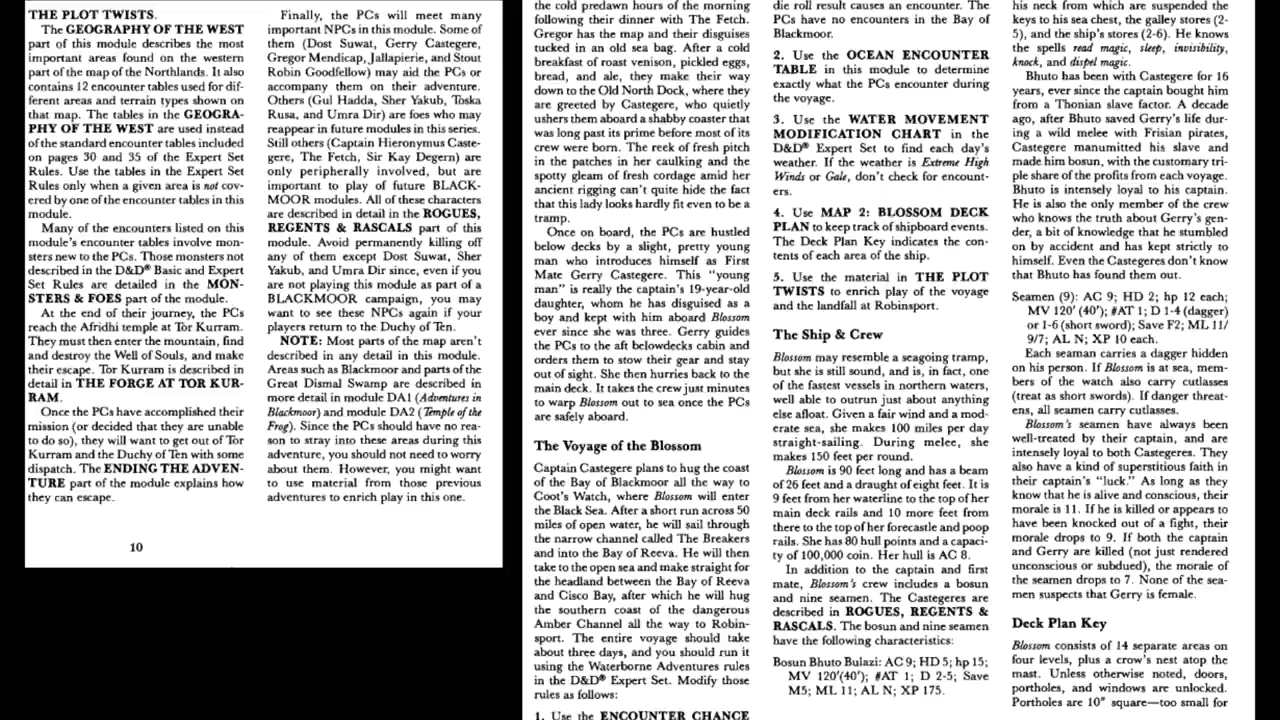 THE PLOT TWISTS.
The GEOGRAPHY OF THE WEST
part of this module describes the most
important areas found on the western
part of the map of the Northlands. It also
contains 12 encounter tables used for dif-
ferent areas and terrain types shown on
that map. The tables in the GEOGRA-
PHY OF THE WEST are used instead
of the standard encounter tables included
on pages 30 and 35 of the Expert Set
Rules. Use the tables in the Expert Set
Rules only when a given area is not cov-
ered by one of the encounter tables in this
module.
Many of the encounters listed on this
module's encounter tables involve mon-
sters new to the PCs. Those monsters not
described in the D&D® Basic and Expert
Set Rules are detailed in the MON-
STERS & FOES part of the module.
At the end of their journey, the PCs
reach the Afridhi temple at Tor Kurram.
They must then enter the mountain, find
and destroy the Well of Souls, and make
their escape. Tor Kurram is described in
detail in THE FORGE AT TOR KUR-
RAM.
Once the PCs have accomplished their
mission (or decided that they are unable
to do so), they will want to get out of Tor
Kurram and the Duchy of Ten with some
dispatch. The ENDING THE ADVEN-
TURE part of the module explains how
they can escape.
10
Finally, the PCs will meet many
important NPCs in this module. Some of
them (Dost Suwat, Gerry Castegere,
Gregor Mendicap, Jallapierie, and Stout
Robin Goodfellow) may aid the PCs or
accompany them on their adventure.
Others (Gul Hadda, Sher Yakub, Toska
Rusa, and Umra Dir) are foes who may
reappear in future modules in this series.
Still others (Captain Hieronymus Caste-
gere, The Fetch, Sir Kay Degern) are
only peripherally involved, but are
important to play of future BLACK-
MOOR modules. All of these characters
are described in detail in the ROGUES,
REGENTS & RASCALS part of this
module. Avoid permanently killing off
any of them except Dost Suwat, Sher
Yakub, and Umra Dir since, even if you
are not playing this module as part of a
BLACKMOOR campaign, you may
want to see these NPCs again if your
players return to the Duchy of Ten.
NOTE: Most parts of the map aren't
described in any detail in this module.
Areas such as Blackmoor and parts of the
Great Dismal Swamp are described in
more detail in module DA1 (Adventures in
Blackmoor) and module DA2 (Temple of the
Frog). Since the PCs should have no rea-
son to stray into these areas during this
adventure, you should not need to worry
about them. However, you might want
to use material from those previous
adventures to enrich play in this one.
the cold predawn hours of the morning
following their dinner with The Fetch.
Gregor has the map and their disguises
tucked in an old sea bag. After a cold
breakfast of roast venison, pickled eggs,
bread, and ale, they make their way
down to the Old North Dock, where they
are greeted by Castegere, who quietly
ushers them aboard a shabby coaster that
was long past its prime before most of its
crew were born. The reek of fresh pitch
in the patches in her caulking and the
spotty gleam of fresh cordage amid her
ancient rigging can't quite hide the fact
that this lady looks hardly fit even to be a
tramp.
Once on board, the PCs are hustled
below decks by a slight, pretty young
man who introduces himself as First
Mate Gerry Castegere. This "young
man" is really the captain's 19-year-old
daughter, whom he has disguised as a
boy and kept with him aboard Blossom
ever since she was three. Gerry guides
the PCs to the aft belowdecks cabin and
orders them to stow their gear and stay
out of sight. She then hurries back to the
main deck. It takes the crew just minutes
to warp Blossom out to sea once the PCs
are safely aboard.
The Voyage of the Blossom
Captain Castegere plans to hug the coast
of the Bay of Blackmoor all the way to
Coot's Watch, where Blossom will enter
the Black Sea. After a short run across 50
miles of open water, he will sail through
the narrow channel called The Breakers
and into the Bay of Reeva. He will then
take to the open sea and make straight for
the headland between the Bay of Reeva
and Cisco Bay, after which he will hug
the southern coast of the dangerous
Amber Channel all the way to Robin-
sport. The entire voyage should take
about three days, and you should run it
using the Waterborne Adventures rules
in the D&D® Expert Set. Modify those
rules as follows:
1. Use the ENCOUNTER CHANCE
die roll result causes an encounter. The
PCs have no encounters in the Bay of
Blackmoor.
2. Use the OCEAN ENCOUNTER
TABLE in this module to determine
exactly what the PCs encounter during
the voyage.
3. Use the WATER MOVEMENT
MODIFICATION CHART in the
D&D® Expert Set to find each day's
weather. If the weather is Extreme High
Winds or Gale, don't check for encount-
ers.
4. Use MAP 2: BLOSSOM DECK
PLAN to keep track of shipboard events.
The Deck Plan Key indicates the con-
tents of each area of the ship.
5. Use the material in THE PLOT
TWISTS to enrich play of the voyage
and the landfall at Robinsport.
The Ship & Crew
Blossom may resemble a seagoing tramp,
but she is still sound, and is, in fact, one
of the fastest vessels in northern waters,
well able to outrun just about anything
else afloat. Given a fair wind and a mod-
erate sea, she makes 100 miles per day
straight-sailing. During melee, she
makes 150 feet per round.
Blossom is 90 feet long and has a beam
of 26 feet and a draught of eight feet. It is
9 feet from her waterline to the top of her
main deck rails and 10 more feet from
there to the top of her forecastle and poop
rails. She has 80 hull points and a capaci-
ty of 100,000 coin. Her hull is AC 8.
In addition to the captain and first
mate, Blossom's crew includes a bosun
and nine seamen. The Castegeres are
described in ROGUES, REGENTS &
RASCALS. The bosun and nine seamen
have the following characteristics:
Bosun Bhuto Bulazi: AC 9; HD 5; hp 15;
MV 120'(40'); #AT 1; D 2-5; Save
M5; ML 11; AL N; XP 175.
his neck from which are suspended the
keys to his sea chest, the galley stores (2-
5), and the ship's stores (2-6). He knows
the spells read magic, sleep, invisibility,
knock, and dispel magic.
Bhuto has been with Castegere for 16
years, ever since the captain bought him
from a Thonian slave factor. A decade
ago, after Bhuto saved Gerry's life dur-
ing a wild melee with Frisian pirates,
Castegere manumitted his slave and
made him bosun, with the customary tri-
ple share of the profits from each voyage.
Bhuto is intensely loyal to his captain.
He is also the only member of the crew
who knows the truth about Gerry's gen-
der, a bit of knowledge that he stumbled
on by accident and has kept strictly to
himself. Even the Castegeres don't know
that Bhuto has found them out.
Seamen (9): AC 9; HD 2; hp 12 each;
MV 120' (40'); #AT 1; D 1-4 (dagger)
or 1-6 (short sword); Save F2; ML 11/
9/7; AL N; XP 10 each.
Each seaman carries a dagger hidden
on his person. If Blossom is at sea, mem-
bers of the watch also carry cutlasses
(treat as short swords). If danger threat-
ens, all seamen carry cutlasses.
Blossom's seamen have always been
well-treated by their captain, and are
intensely loyal to both Castegeres. They
also have a kind of superstitious faith in
their captain's "luck." As long as they
know that he is alive and conscious, their
morale is 11. If he is killed or appears to
have been knocked out of a fight, their
morale drops to 9. If both the captain
and Gerry are killed (not just rendered
unconscious or subdued), the morale of
the seamen drops to 7. None of the sea-
men suspects that Gerry is female.
Deck Plan Key
Blossom consists of 14 separate areas on
four levels, plus a crow's nest atop the
mast. Unless otherwise noted, doors,
portholes, and windows are unlocked.
Portholes are 10" square—too small for